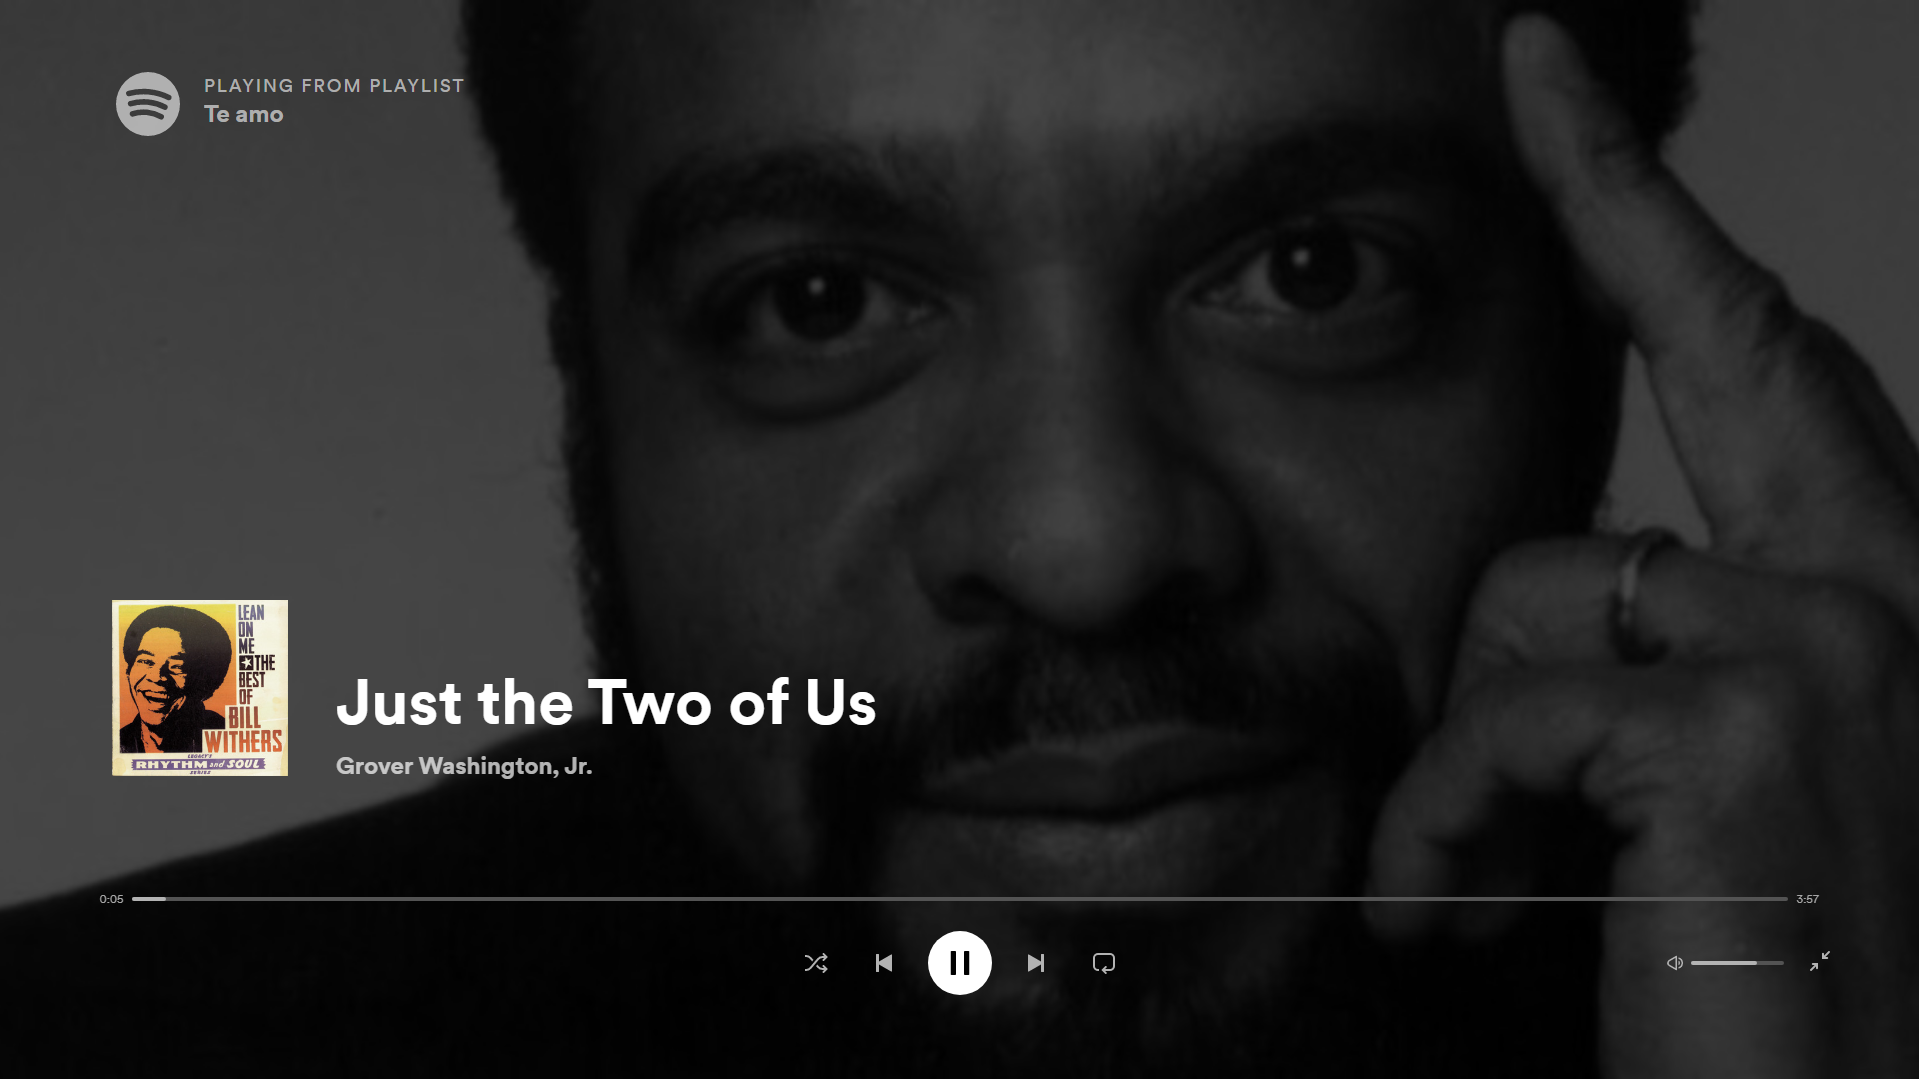 PLAYING FROM PLAYLIST
Te amo
LEAN
ON
ME
THE
BEST
OF
BILL
WITHERS
LEGACY'S
RHYTHM and SOUL
SERIES
Just the Two of Us
Grover Washington, Jr.
0:05
3:57